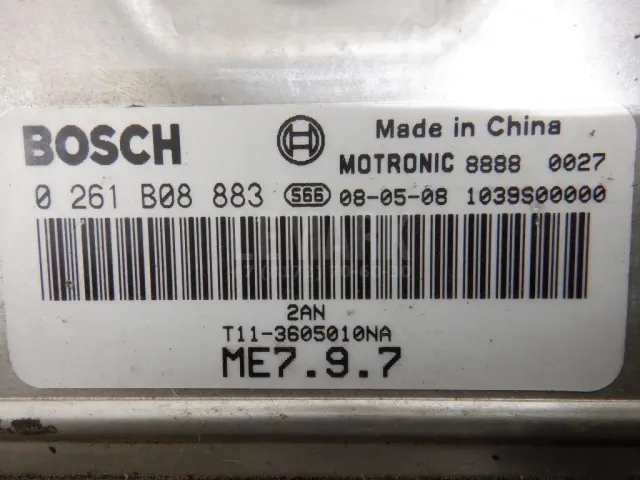 BOSCH
Made in China
MOTRONIC 8888 0027
0 261 B08 883 SGG 08-05-08 1039S00000
2AN
T11-3605010NA
ME7.9.7